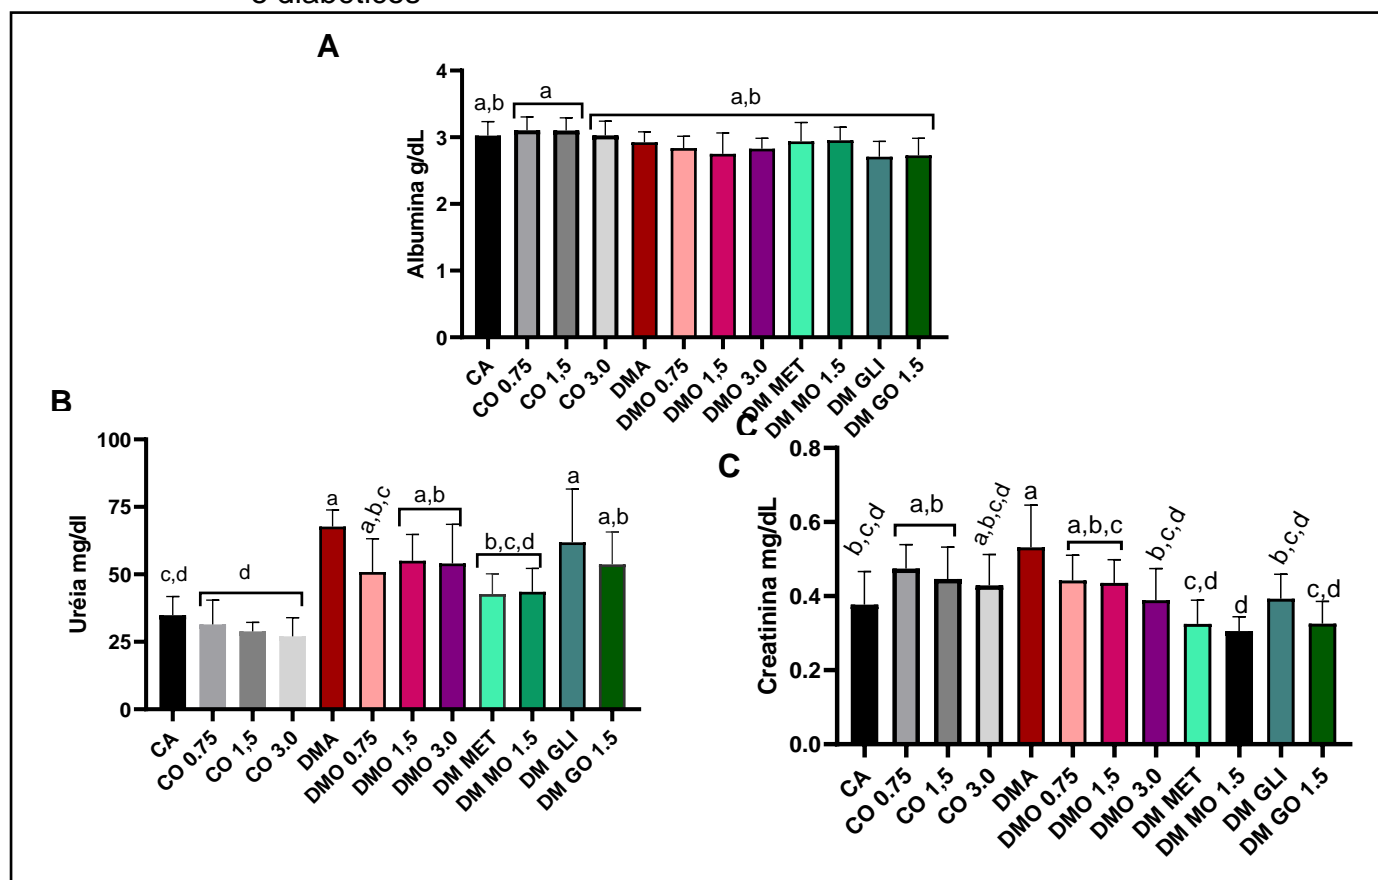 A
4
3
2
1
0
Albumina g/dL
a,b
a
a,b
CA
CO 0.75
CO 1,5
CO 3.0
DMA
DMO 0.75
DMO 1,5
DMO 3.0
DM MET
DM MO 1.5
DM GLI
DM GO 1.5
B
100
75
50
25
0
Uréia mg/dl
c,d
d
a
a,b,c
a,b
b,c,d
a
a,b
CA
CO 0.75
CO 1,5
CO 3.0
DMA
DMO 0.75
DMO 1,5
DMO 3.0
DM MET
DM MO 1.5
DM GLI
DM GO 1.5
C
0.8
0.6
0.4
0.2
0.0
Creatinina mg/dL
b,c,d
a,b
a,b,c,d
a
a,b,c
b,c,d
c,d
d
b,c,d
c,d
CA
CO 0.75
CO 1,5
CO 3.0
DMA
DMO 0.75
DMO 1,5
DMO 3.0
DM MET
DM MO 1.5
DM GLI
DM GO 1.5